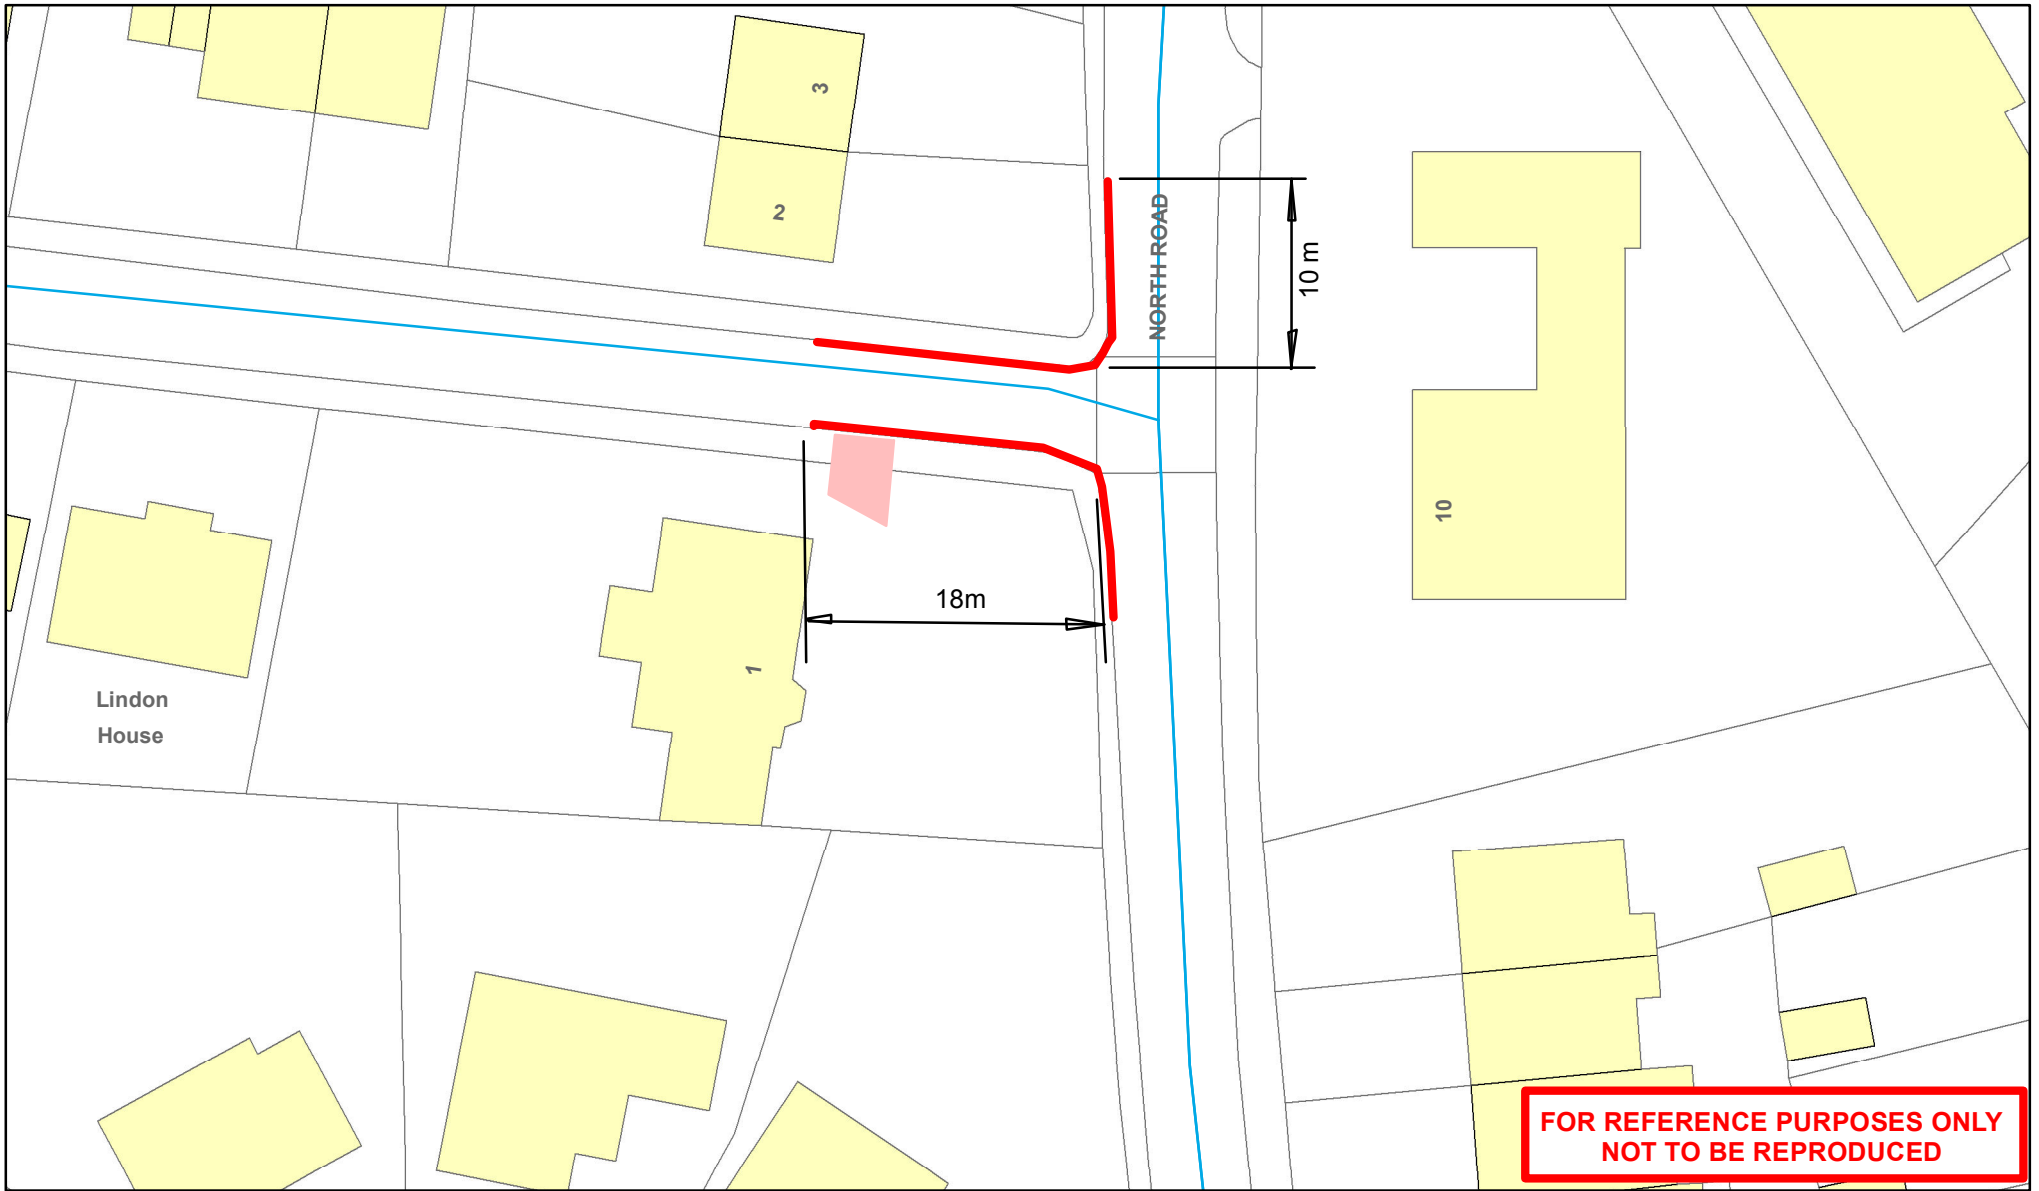 3
2
NORTH ROAD
10 m
10
18m
1
Lindon
House
FOR REFERENCE PURPOSES ONLY
NOT TO BE REPRODUCED